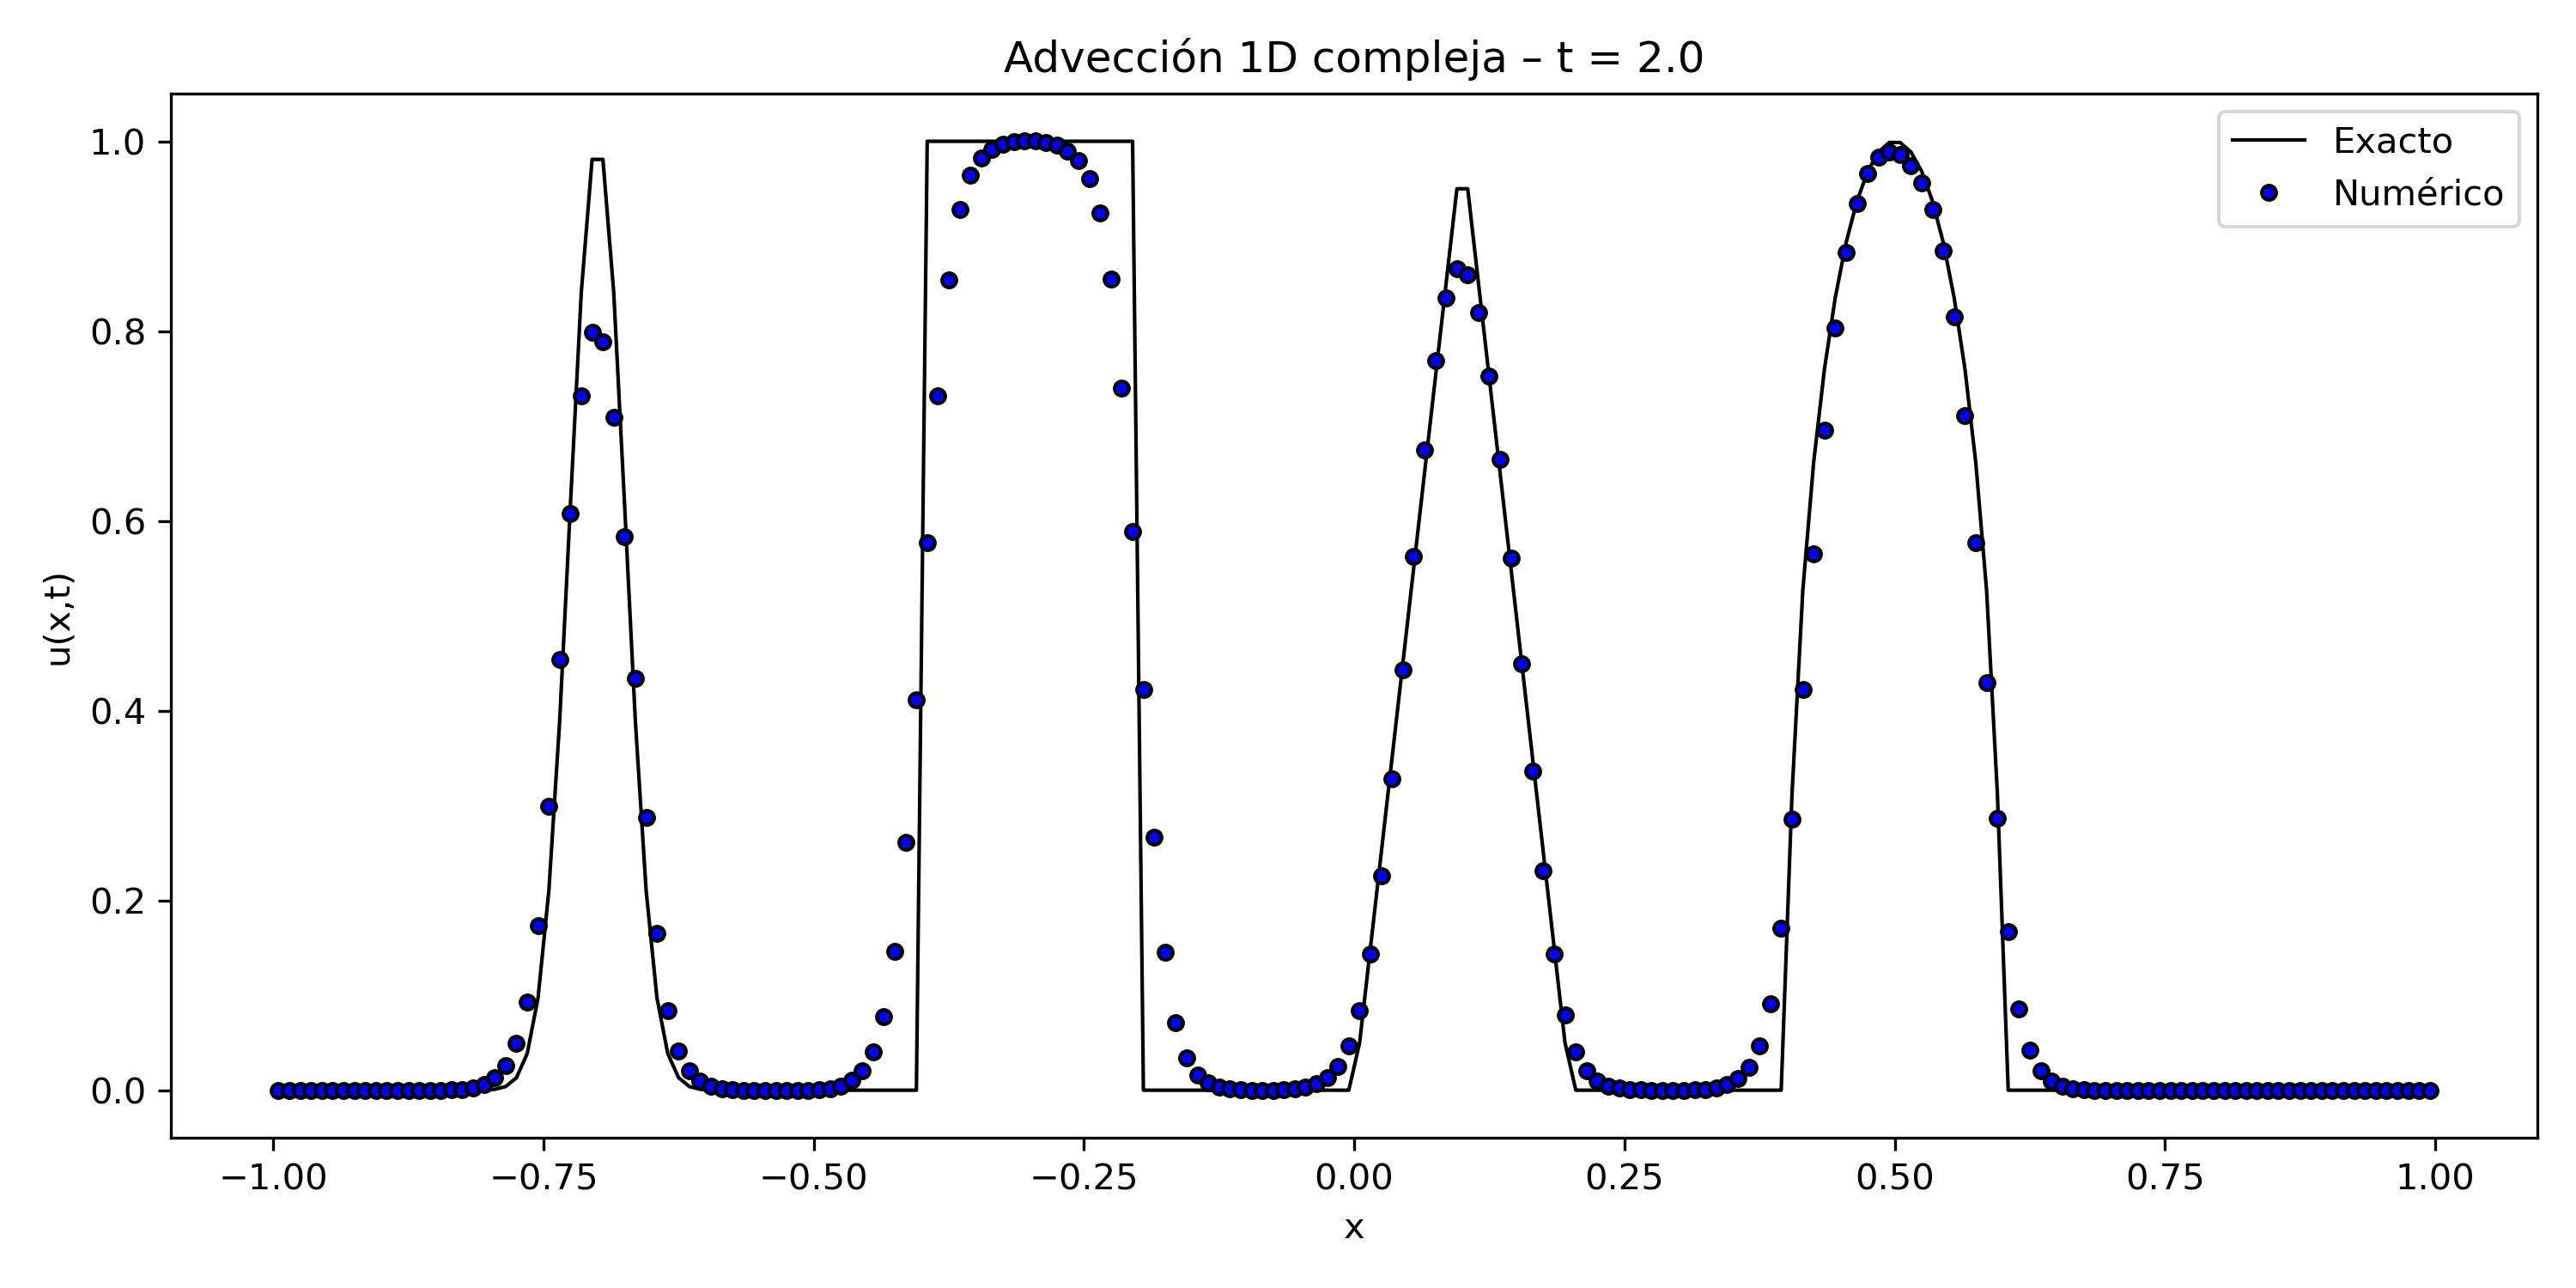 Advección 1D compleja – t = 2.0
Exacto
Numérico
u(x,t)
1.0
0.8
0.6
0.4
0.2
0.0
−1.00 −0.75 −0.50 −0.25 0.00 0.25 0.50 0.75 1.00
x